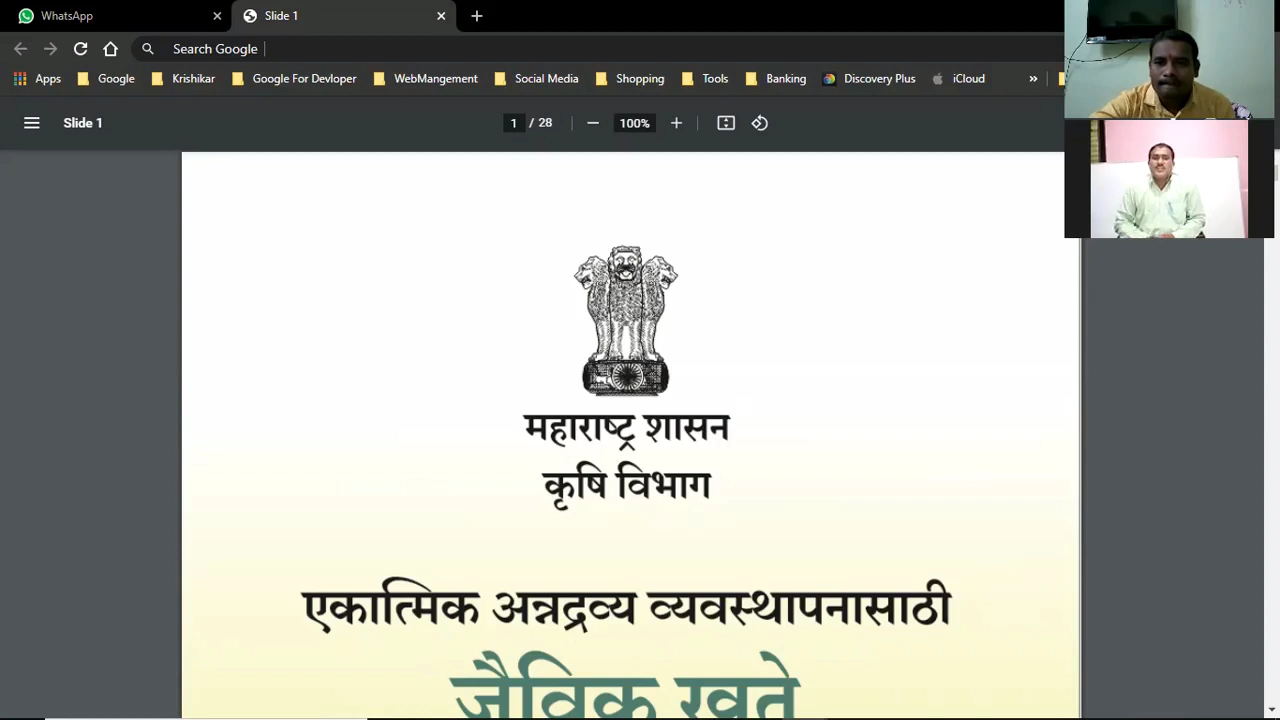 WhatsApp
Slide 1
Search Google
Apps
Google
Krishikar
Google For Devloper
WebMangement
Social Media
Shopping
Tools
Banking
Discovery Plus
iCloud
»
Slide 1
1 / 28
100%
महाराष्ट्र शासन
कृषि विभाग
एकात्मिक अन्नद्रव्य व्यवस्थापनासाठी
जैविक खते